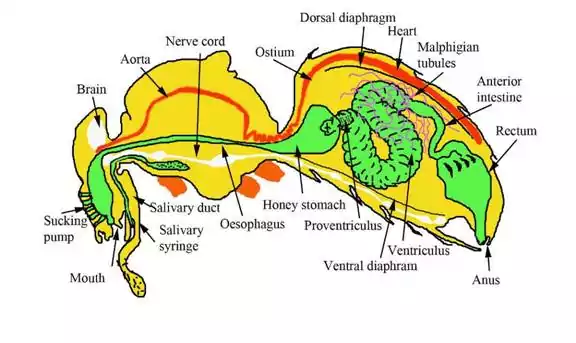 Dorsal diaphragm
Heart
Nerve cord
Ostium
Malphigian
tubules
Aorta
Anterior
intestine
Brain
Rectum
Salivary duct
Honey stomach
Oesophagus
Sucking
pump
Salivary
syringe
Proventriculus
Ventriculus
Ventral diaphram
Mouth
Anus